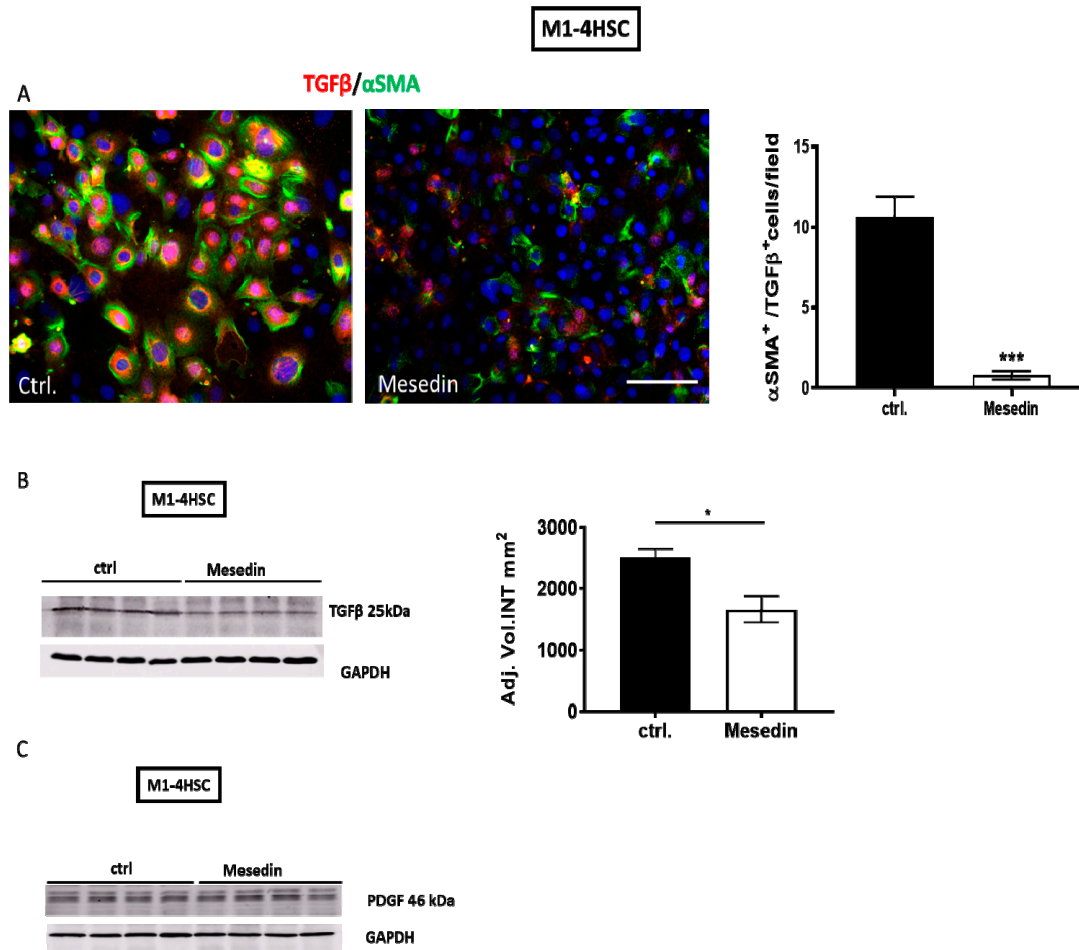 M1-4HSC
A
TGFβ/αSMA
Ctrl.
Mesedin
αSMA⁺ /TGFβ⁺cells/field
15
10
5
0
***
ctrl.
Mesedin
B
M1-4HSC
ctrl
Mesedin
TGFβ 25kDa
GAPDH
Adj. Vol.INT mm²
3000
2000
1000
0
*
ctrl.
Mesedin
C
M1-4HSC
ctrl
Mesedin
PDGF 46 kDa
GAPDH